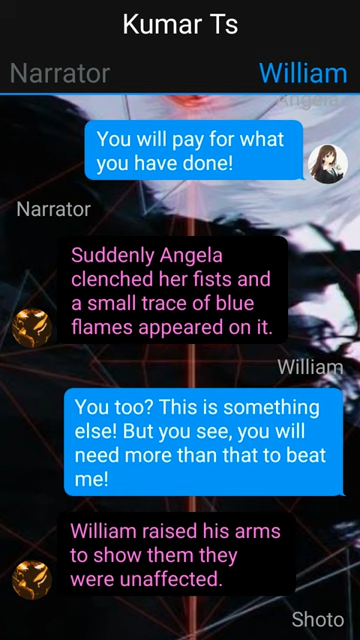 Kumar Ts
Narrator
William
Angela
You will pay for what
you have done!
Narrator
Suddenly Angela
clenched her fists and
a small trace of blue
flames appeared on it.
William
You too? This is something
else! But you see, you will
need more than that to beat
me!
William raised his arms
to show them they
were unaffected.
Shoto